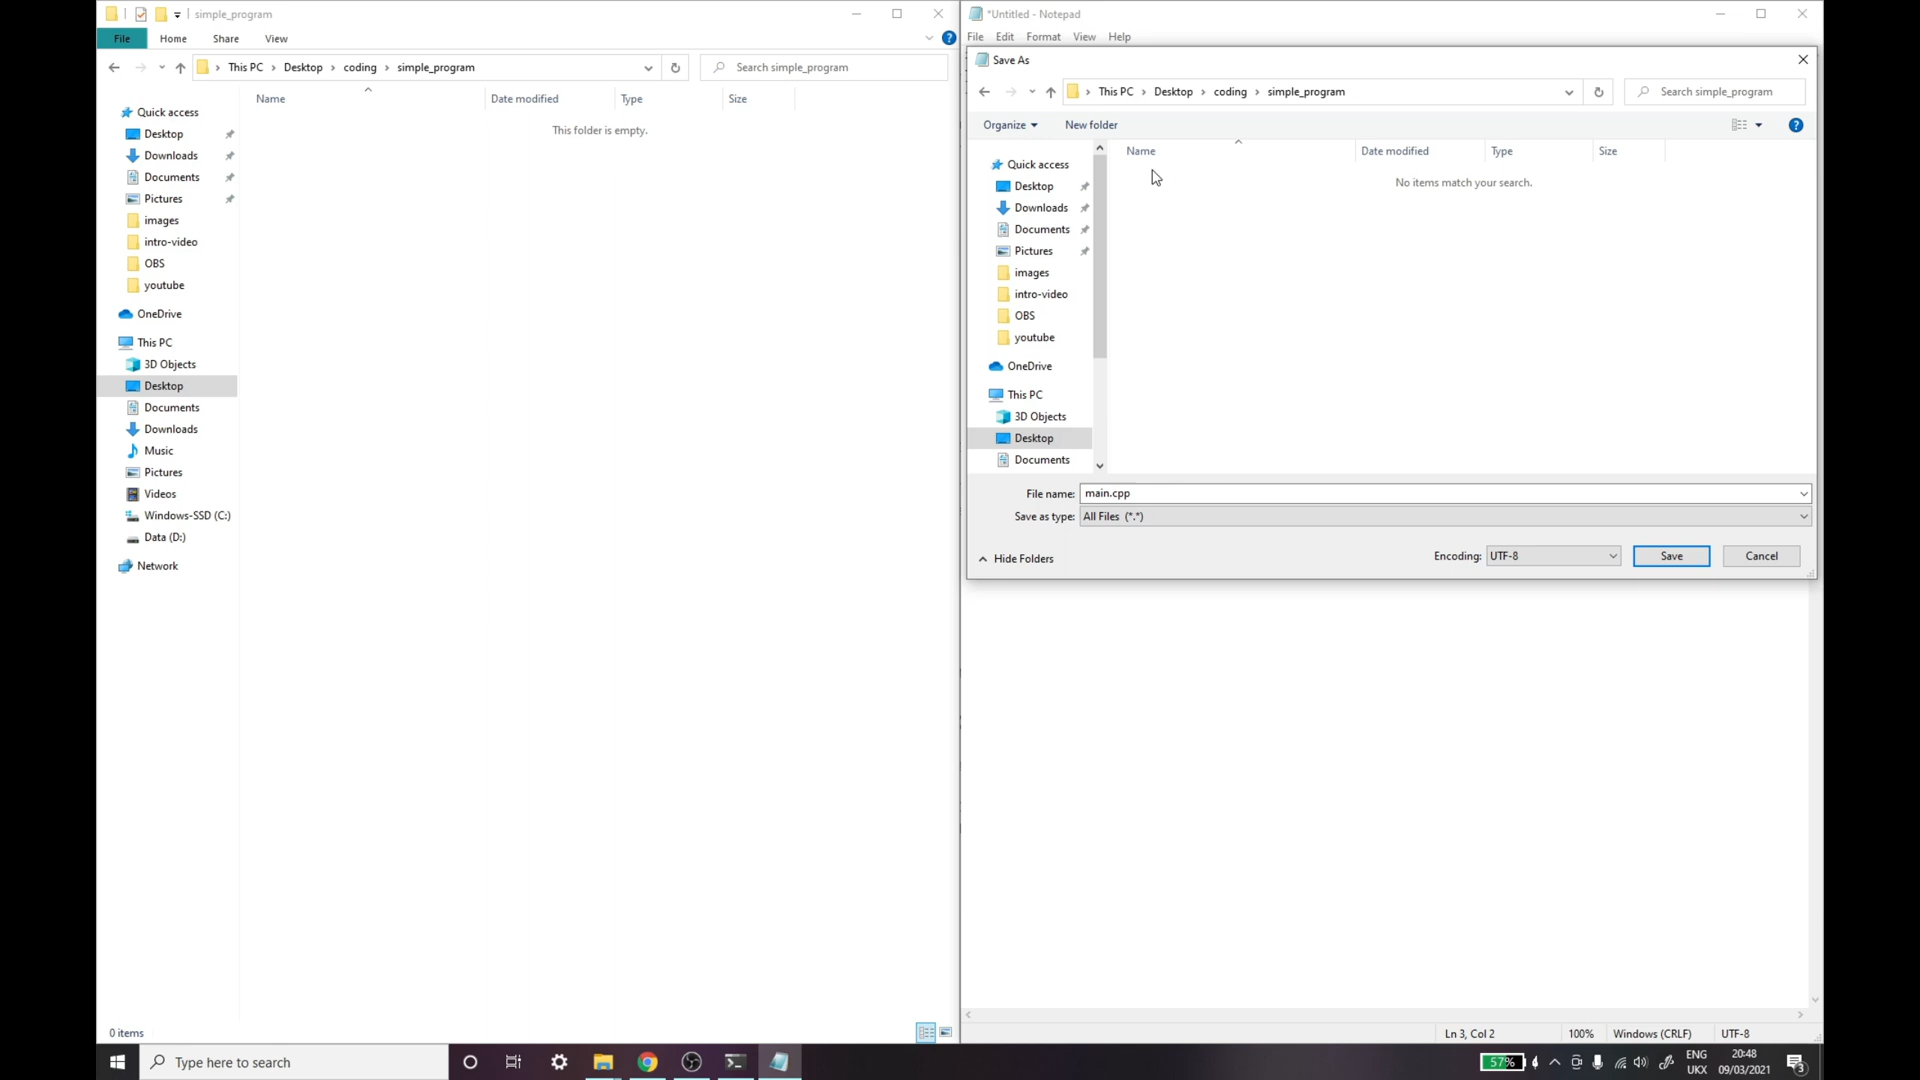 simple_program
File Home Share View
This PC Desktop coding simple_program
Search simple_program
Name Date modified Type Size
This folder is empty.
Quick access
Desktop
Downloads
Documents
Pictures
images
intro-video
OBS
youtube
OneDrive
This PC
3D Objects
Desktop
Documents
Downloads
Music
Pictures
Videos
Windows-SSD (C:)
Data (D:)
Network
0 items
*Untitled - Notepad
File Edit Format View Help
Save As
This PC Desktop coding simple_program
Search simple_program
Organize New folder
Name Date modified Type Size
No items match your search.
Quick access
Desktop
Downloads
Documents
Pictures
images
intro-video
OBS
youtube
OneDrive
This PC
3D Objects
Desktop
Documents
File name: main.cpp
Save as type: All Files (*.*)
Hide Folders
Encoding: UTF-8 Save Cancel
Ln 3, Col 2 100% Windows (CRLF) UTF-8
Type here to search
57%
ENG
UKX
20:48
09/03/2021
3